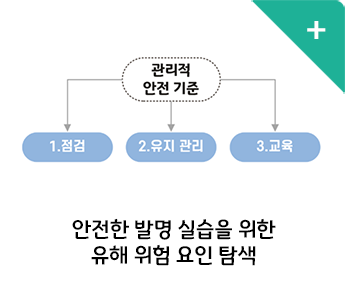 +
관리적
안전 기준
1.점검
2.유지 관리
3.교육
안전한 발명 실습을 위한
유해 위험 요인 탐색